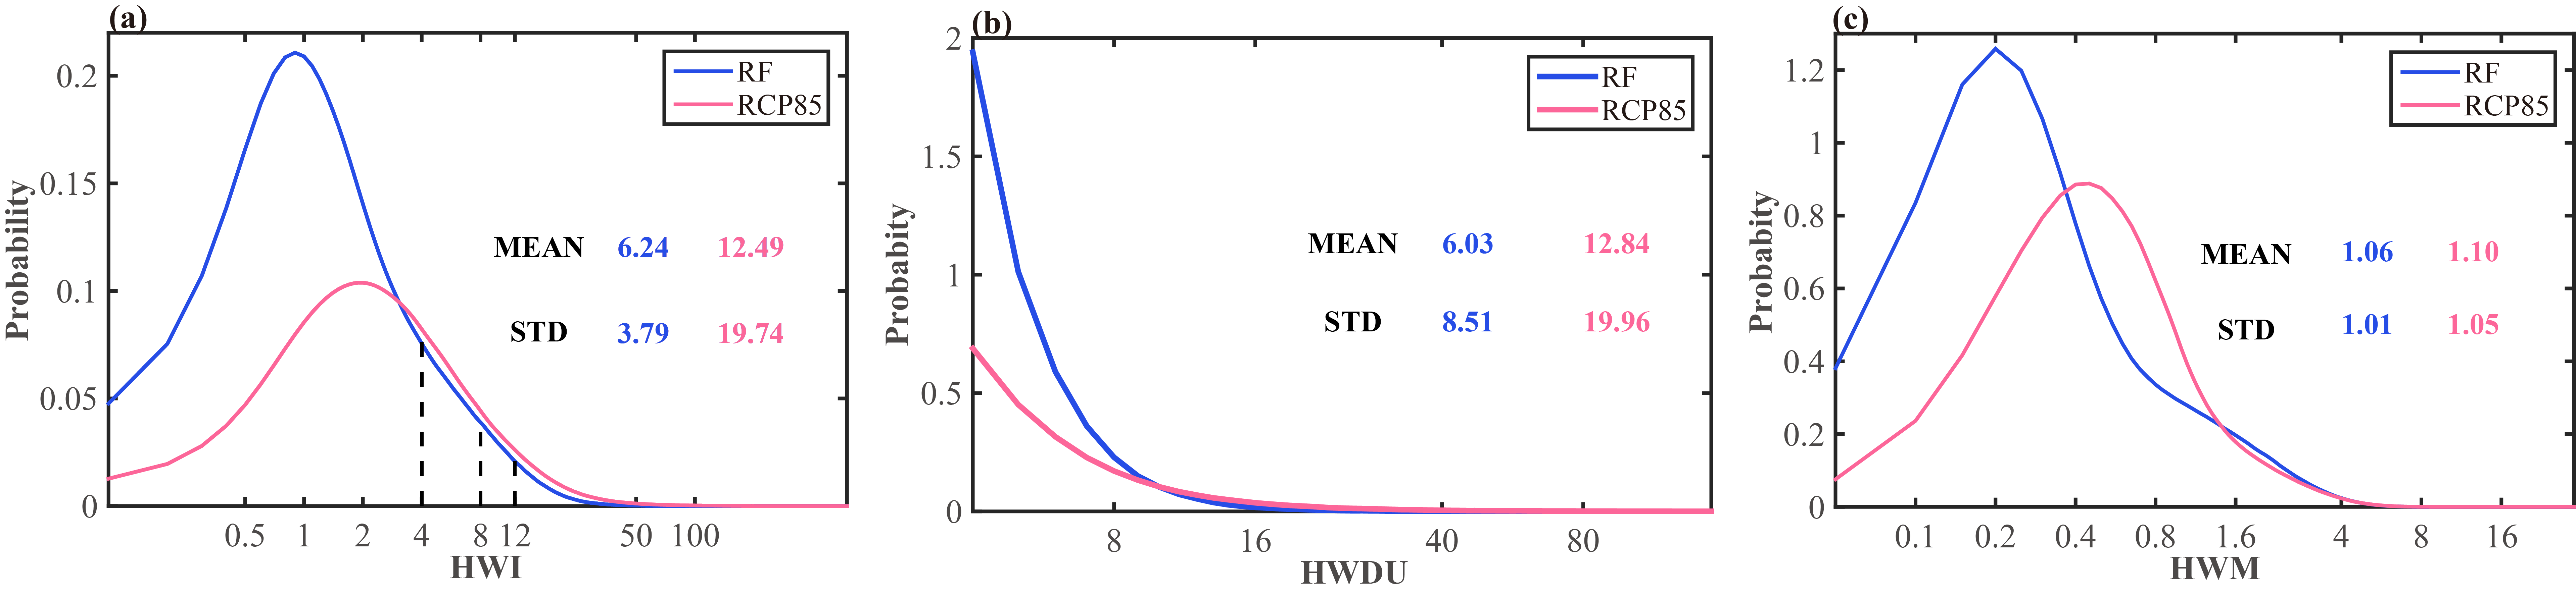 (a)
RF
RCP85
MEAN 6.24 12.49
STD 3.79 19.74
Probability
0.2
0.15
0.1
0.05
0
0.5 1 2 4 8 12 50 100
HWI
(b)
RF
RCP85
MEAN 6.03 12.84
STD 8.51 19.96
Probabity
2
1.5
1
0.5
0
8 16 40 80
HWDU
(c)
RF
RCP85
MEAN 1.06 1.10
STD 1.01 1.05
Probabity
1.2
1
0.8
0.6
0.4
0.2
0
0.1 0.2 0.4 0.8 1.6 4 8 16
HWM